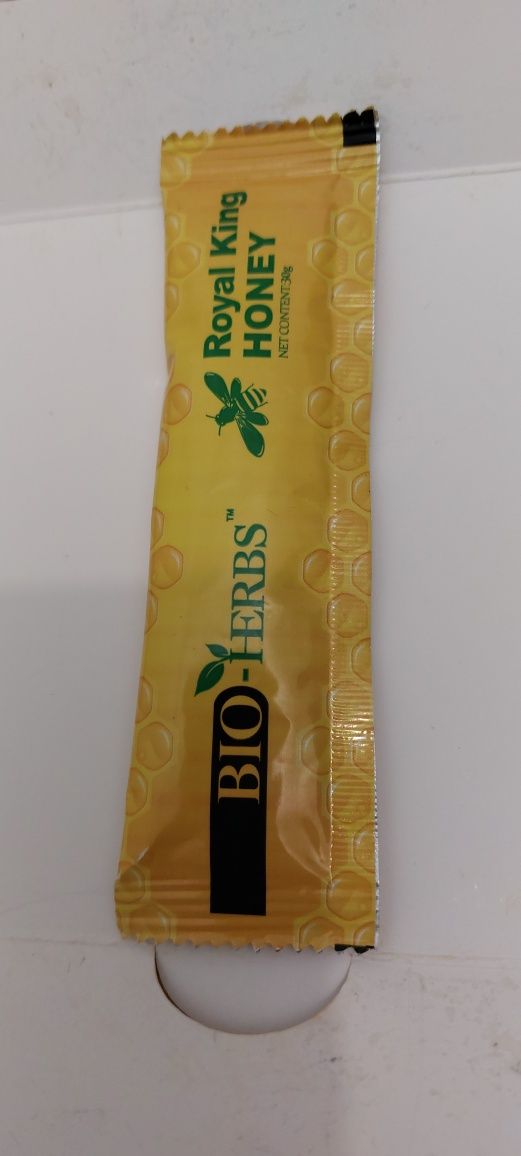 BIO-HERBS™
Royal King
HONEY
NET CONTENT:30g